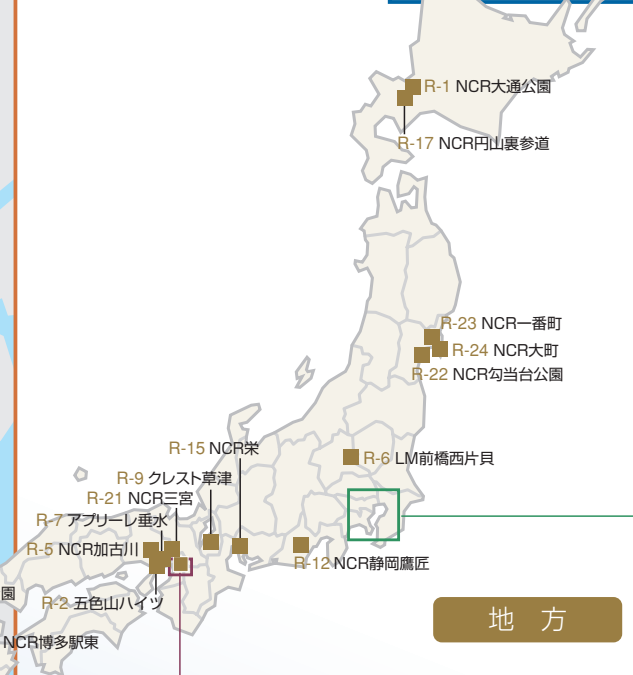 R-1 NCR大通公園
R-17 NCR円山裏参道
R-23 NCR一番町
R-24 NCR大町
R-22 NCR勾当台公園
R-15 NCR栄
R-6 LM前橋西片貝
R-9 クレスト草津
R-21 NCR三宮
R-7 アプリーレ垂水
R-5 NCR加古川
R-12 NCR静岡鷹匠
園
R-2 五色山ハイツ
地方
NCR博多駅東